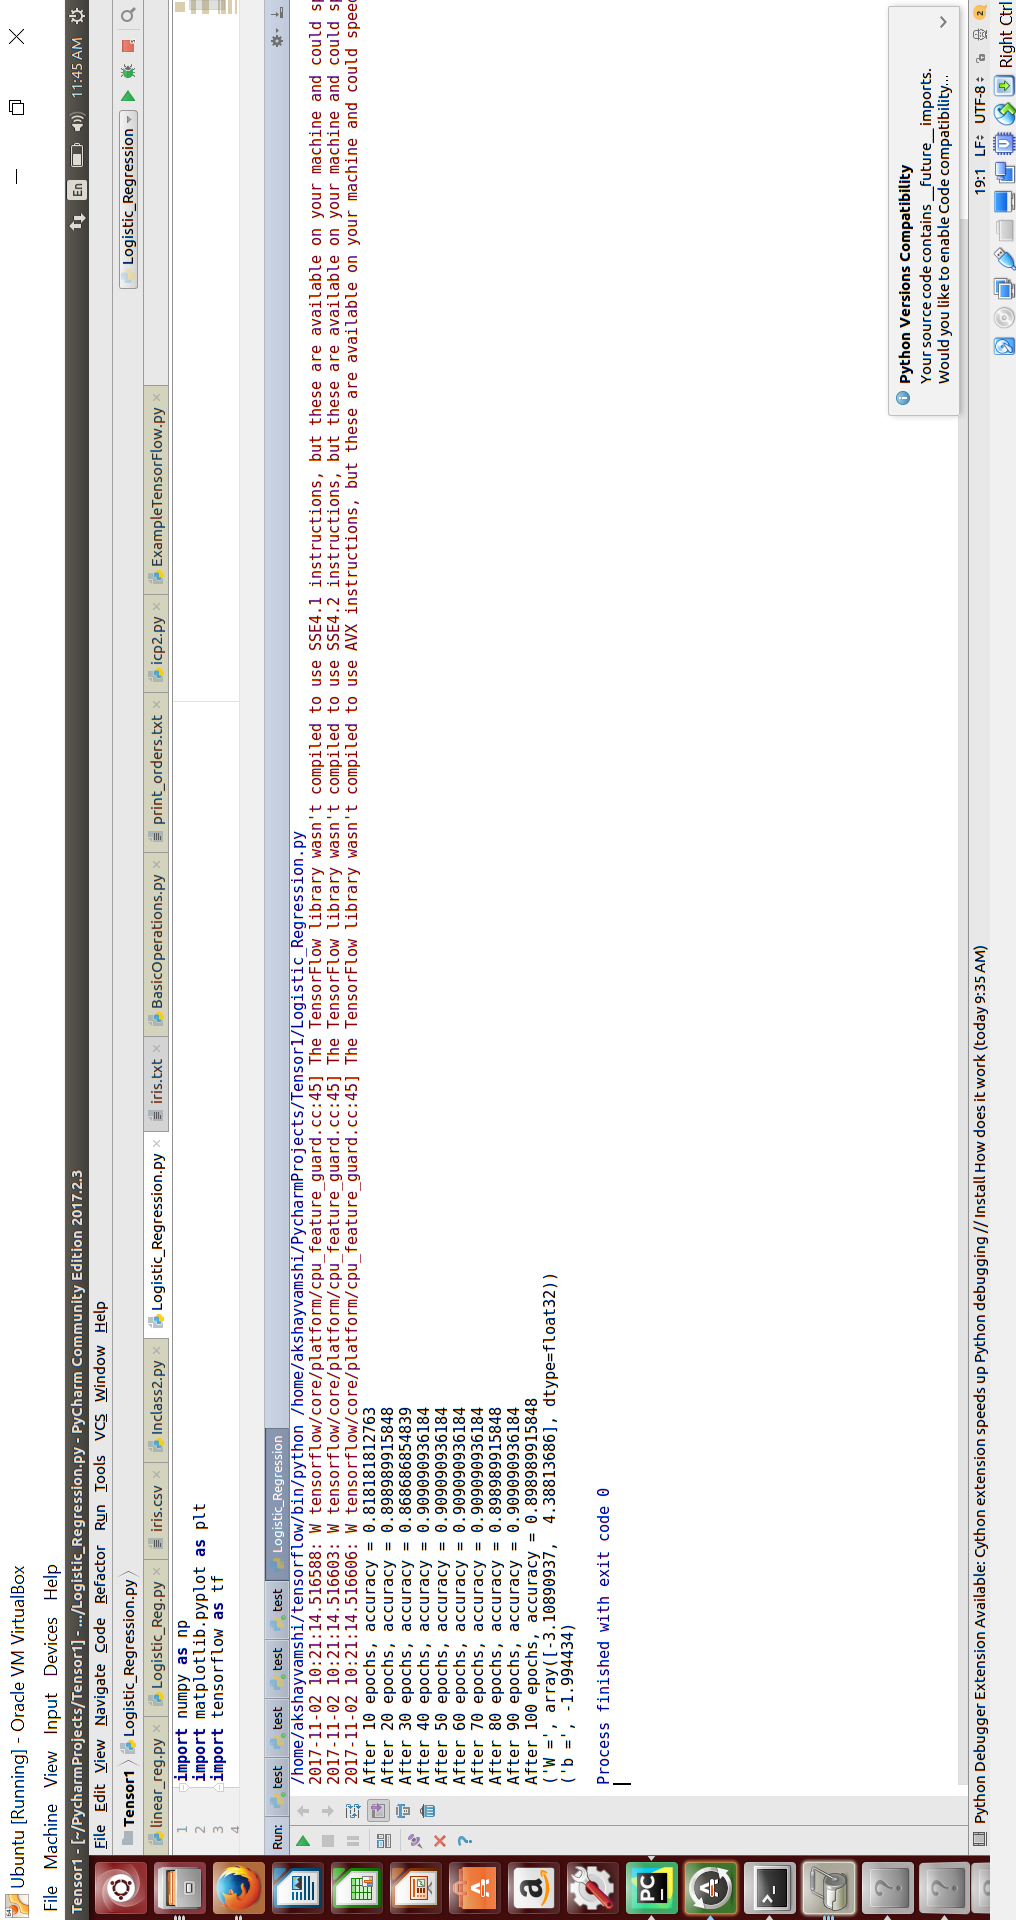 Ubuntu [Running] - Oracle VM VirtualBox
File Machine View Input Devices Help
Tensor1 - [~/PycharmProjects/Tensor1] - .../Logistic_Regression.py - PyCharm Community Edition 2017.2.3
En 11:45 AM
File Edit View Navigate Code Refactor Run Tools VCS Window Help
Tensor1 Logistic_Regression.py
Logistic_Regression
linear_reg.py Logistic_Reg.py iris.csv Inclass2.py Logistic_Regression.py iris.txt BasicOperations.py print_orders.txt icp2.py ExampleTensorFlow.py
1 import numpy as np
2 import matplotlib.pyplot as plt
3 import tensorflow as tf
4
Run: test test test test Logistic_Regression
/home/akshayvamshi/tensorflow/bin/python /home/akshayvamshi/PycharmProjects/Tensor1/Logistic_Regression.py
2017-11-02 10:21:14.516588: W tensorflow/core/platform/cpu_feature_guard.cc:45] The TensorFlow library wasn't compiled to use SSE4.1 instructions, but these are available on your machine and could sp
2017-11-02 10:21:14.516603: W tensorflow/core/platform/cpu_feature_guard.cc:45] The TensorFlow library wasn't compiled to use SSE4.2 instructions, but these are available on your machine and could sp
2017-11-02 10:21:14.516606: W tensorflow/core/platform/cpu_feature_guard.cc:45] The TensorFlow library wasn't compiled to use AVX instructions, but these are available on your machine and could speed
After 10 epochs, accuracy = 0.818181812763
After 20 epochs, accuracy = 0.898989915848
After 30 epochs, accuracy = 0.868686854839
After 40 epochs, accuracy = 0.909090936184
After 50 epochs, accuracy = 0.909090936184
After 60 epochs, accuracy = 0.909090936184
After 70 epochs, accuracy = 0.909090936184
After 80 epochs, accuracy = 0.898989915848
After 90 epochs, accuracy = 0.909090936184
After 100 epochs, accuracy = 0.898989915848
('W =', array([-3.10890937, 4.38813686], dtype=float32))
('b =', -1.994434)
Process finished with exit code 0
Python Versions Compatibility
Your source code contains __future__ imports.
Would you like to enable Code compatibility...
Python Debugger Extension Available: Cython extension speeds up Python debugging // Install How does it work (today 9:35 AM)
19:1 LF UTF-8 2
Right Ctrl